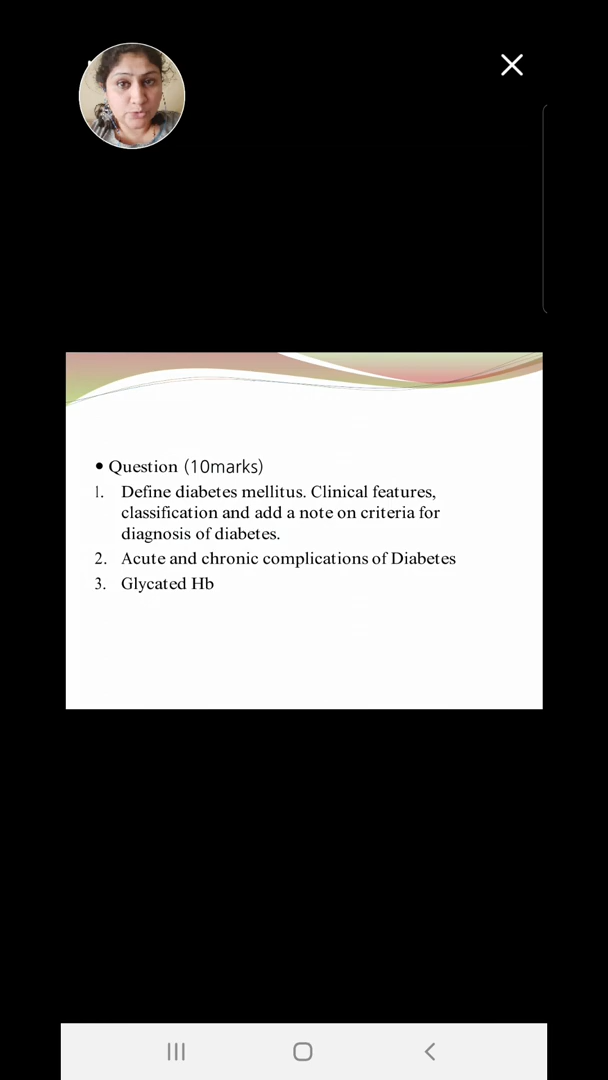 • Question (10marks)
1. Define diabetes mellitus. Clinical features,
classification and add a note on criteria for
diagnosis of diabetes.
2. Acute and chronic complications of Diabetes
3. Glycated Hb